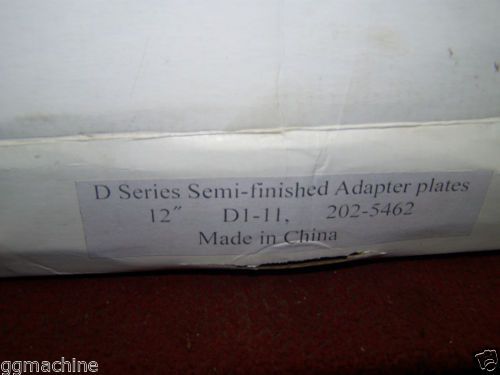 D Series Semi-finished Adapter plates
12" D1-11, 202-5462
Made in China
ggmachine